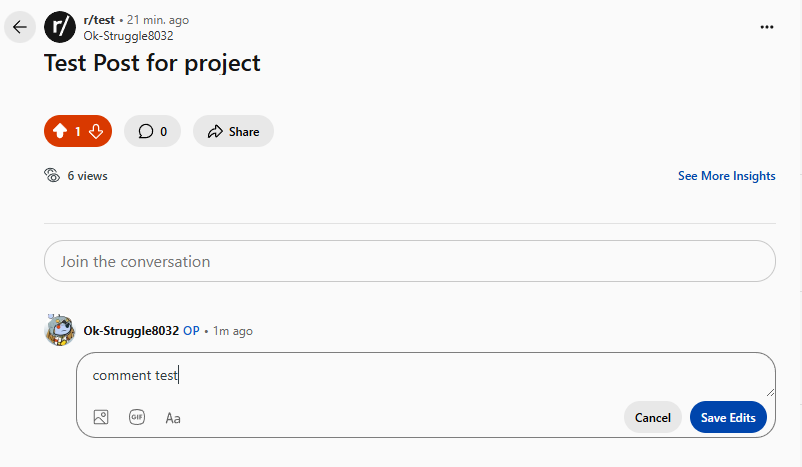 r/ r/test • 21 min. ago
Ok-Struggle8032
Test Post for project
1 0 Share
6 views See More Insights
Join the conversation
Ok-Struggle8032 OP • 1m ago
comment test
GIF Aa Cancel Save Edits